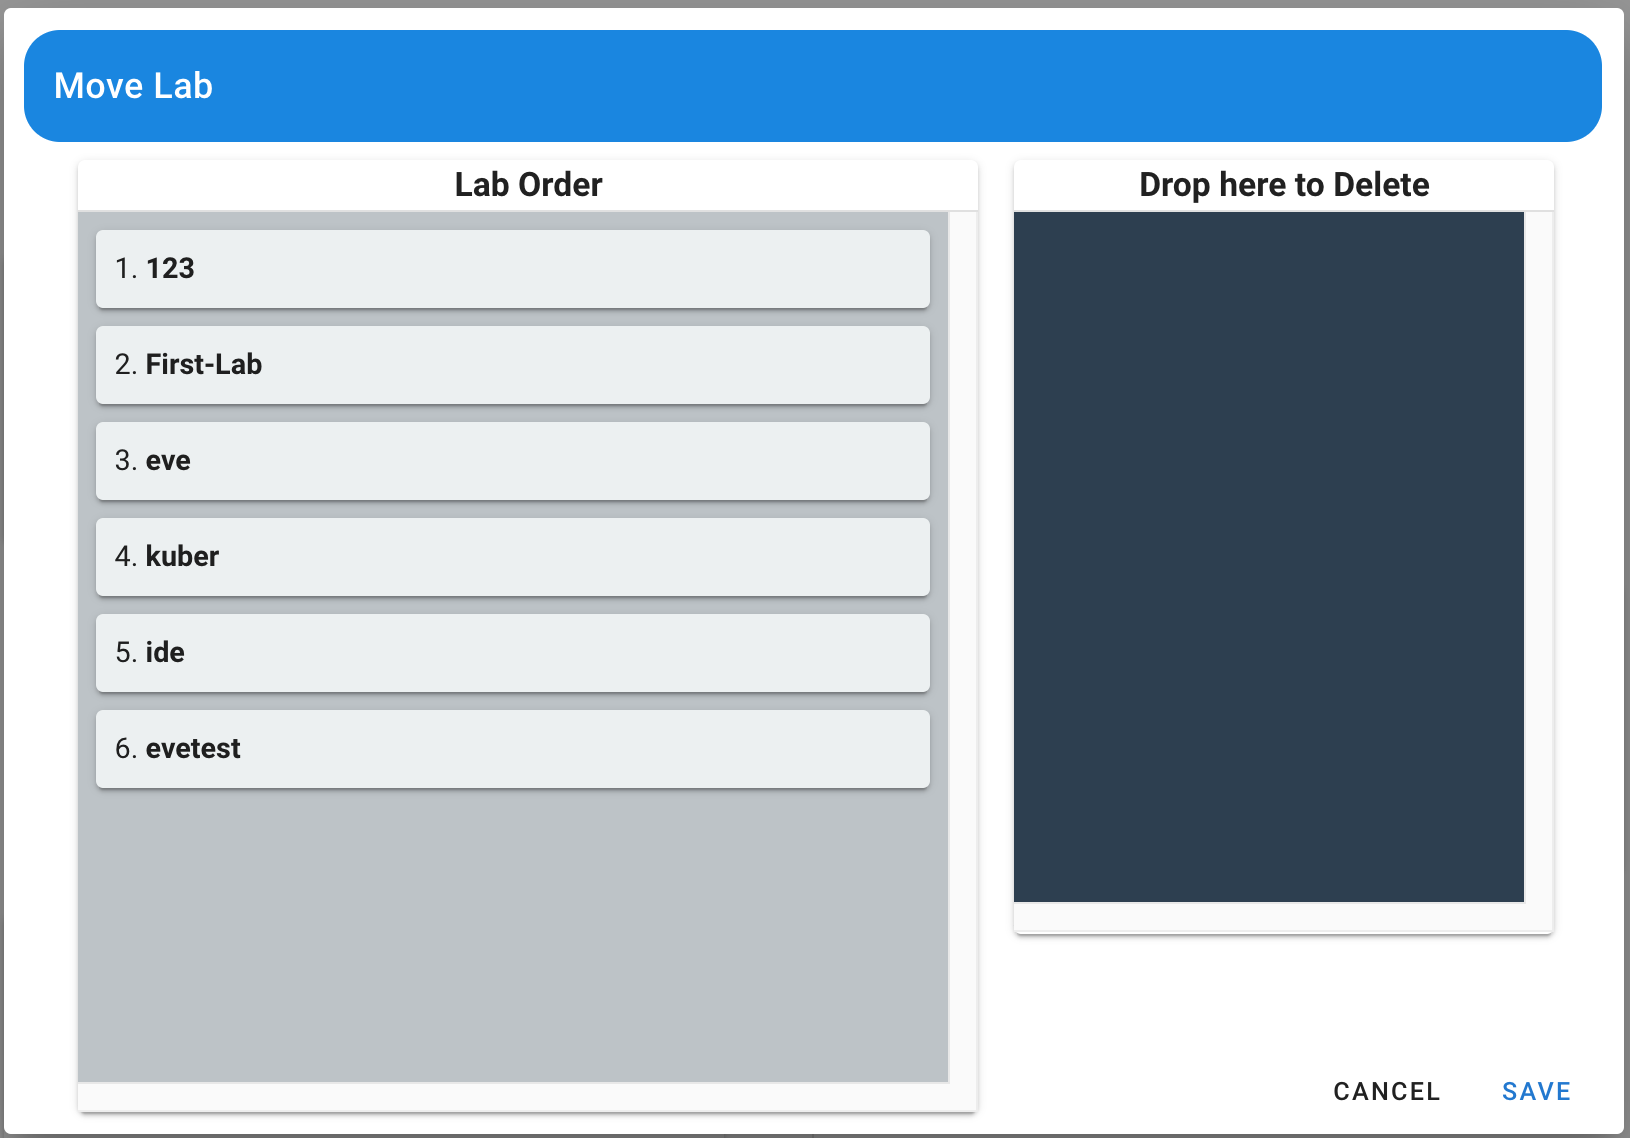 Move Lab
Lab Order
1. 123
2. First-Lab
3. eve
4. kuber
5. ide
6. evetest
Drop here to Delete
CANCEL
SAVE